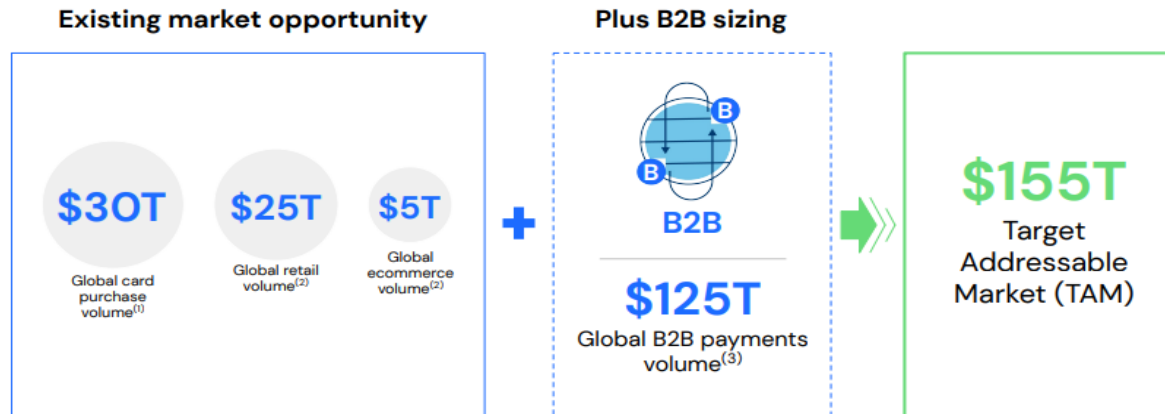 Existing market opportunity
$30T
Global card
purchase
volume(1)
$25T
Global retail
volume(2)
$5T
Global
ecommerce
volume(2)
Plus B2B sizing
B
B
B2B
$125T
Global B2B payments
volume(3)
$155T
Target
Addressable
Market (TAM)